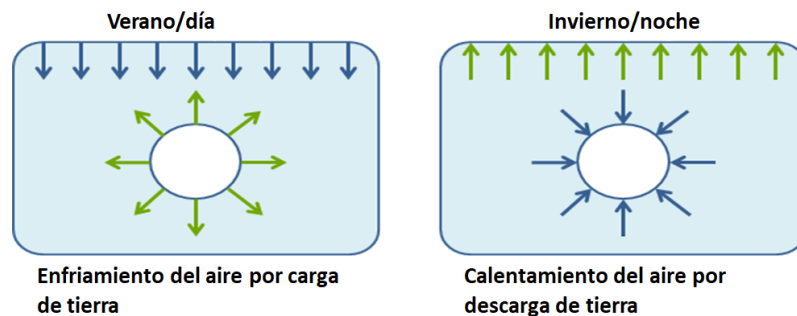 Verano/día
Invierno/noche
Enfriamiento del aire por carga
de tierra
Calentamiento del aire por
descarga de tierra